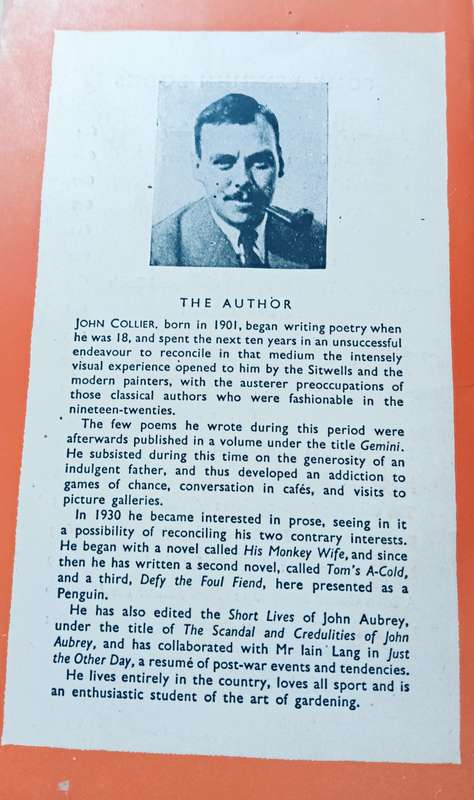 THE AUTHOR
JOHN COLLIER, born in 1901, began writing poetry when
he was 18, and spent the next ten years in an unsuccessful
endeavour to reconcile in that medium the intensely
visual experience opened to him by the Sitwells and the
modern painters, with the austerer preoccupations of
those classical authors who were fashionable in the
nineteen-twenties.
The few poems he wrote during this period were
afterwards published in a volume under the title Gemini.
He subsisted during this time on the generosity of an
indulgent father, and thus developed an addiction to
games of chance, conversation in cafés, and visits to
picture galleries.
In 1930 he became interested in prose, seeing in it
a possibility of reconciling his two contrary interests.
He began with a novel called His Monkey Wife, and since
then he has written a second novel, called Tom's A-Cold,
and a third, Defy the Foul Fiend, here presented as a
Penguin.
He has also edited the Short Lives of John Aubrey,
under the title of The Scandal and Credulities of John
Aubrey, and has collaborated with Mr Iain Lang in Just
the Other Day, a resumé of post-war events and tendencies.
He lives entirely in the country, loves all sport and is
an enthusiastic student of the art of gardening.